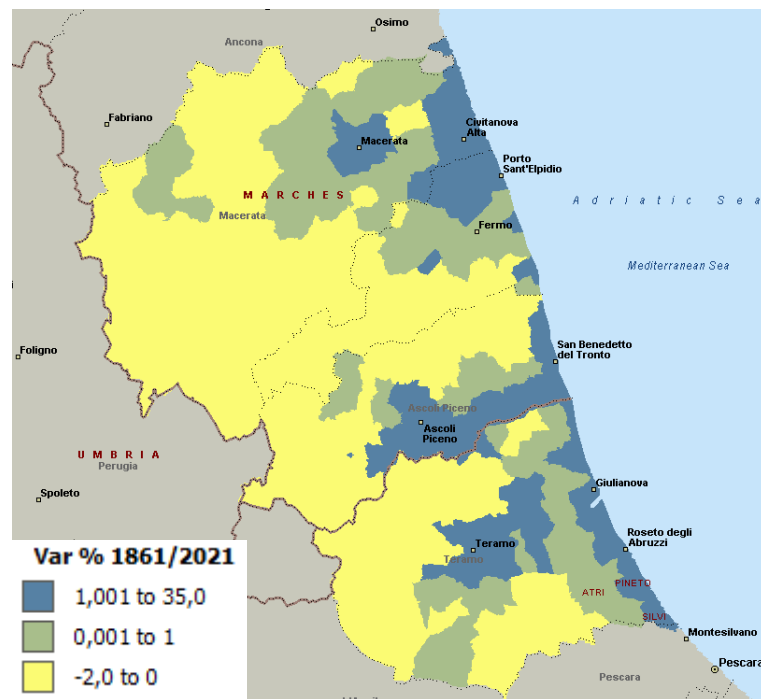 Osimo
Ancona
Fabriano
Civitanova
Alta
Macerata
Porto
Sant'Elpidio
MARCHES
Adriatic Sea
Macerata
Fermo
Mediterranean Sea
Foligno
San Benedetto
del Tronto
Ascoli Piceno
Ascoli
Piceno
UMBRIA
Perugia
Giulianova
Spoleto
Roseto degli
Abruzzi
Teramo
Teramo
Var % 1861/2021
1,001 to 35,0
0,001 to 1
-2,0 to 0
PINETO
ATRI
SILVI
Montesilvano
Pescara
Pescara